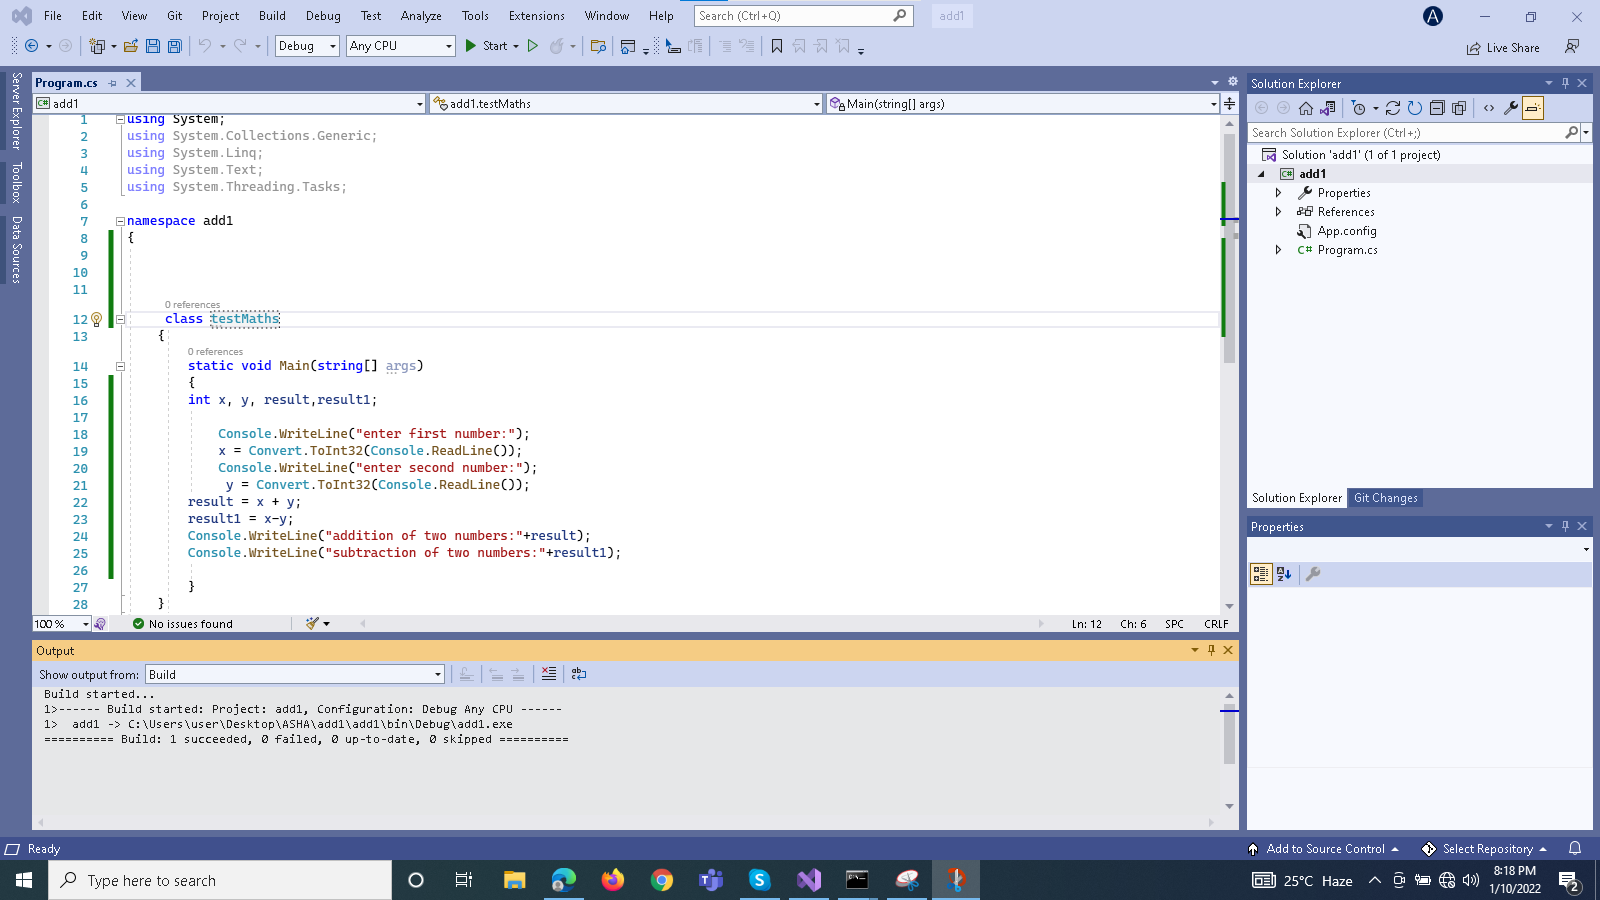 File Edit View Git Project Build Debug Test Analyze Tools Extensions Window Help Search (Ctrl+Q) add1 A
Debug Any CPU Start Live Share
Server Explorer
Toolbox
Data Sources
Program.cs
add1 add1.testMaths Main(string[] args)
1 using System;
2 using System.Collections.Generic;
3 using System.Linq;
4 using System.Text;
5 using System.Threading.Tasks;
6
7 namespace add1
8 {
9
10
11
0 references
12 class testMaths
13 {
0 references
14 static void Main(string[] args)
15 {
16 int x, y, result,result1;
17
18 Console.WriteLine("enter first number:");
19 x = Convert.ToInt32(Console.ReadLine());
20 Console.WriteLine("enter second number:");
21 y = Convert.ToInt32(Console.ReadLine());
22 result = x + y;
23 result1 = x-y;
24 Console.WriteLine("addition of two numbers:"+result);
25 Console.WriteLine("subtraction of two numbers:"+result1);
26
27 }
28 }
100 % No issues found Ln: 12 Ch: 6 SPC CRLF
Output
Show output from: Build
Build started...
1>------ Build started: Project: add1, Configuration: Debug Any CPU ------
1>  add1 -> C:\Users\user\Desktop\ASHA\add1\add1\bin\Debug\add1.exe
========== Build: 1 succeeded, 0 failed, 0 up-to-date, 0 skipped ==========
Solution Explorer
Search Solution Explorer (Ctrl+;)
Solution 'add1' (1 of 1 project)
C# add1
Properties
References
App.config
C# Program.cs
Solution Explorer Git Changes
Properties
Ready Add to Source Control Select Repository
Type here to search 25°C Haze 8:18 PM
1/10/2022 2